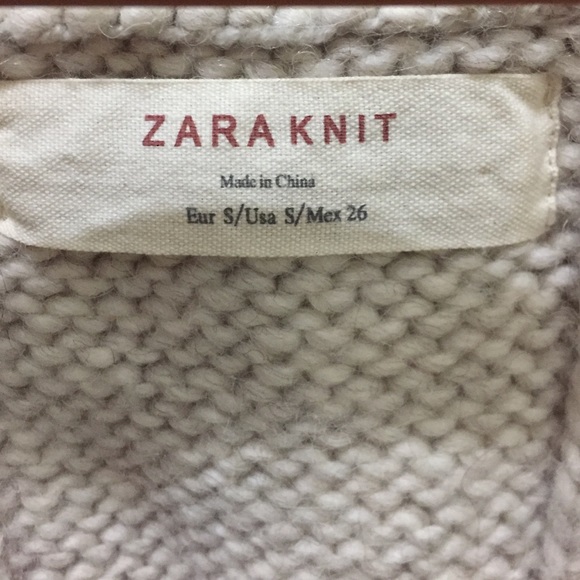 ZARA KNIT
Made in China
Eur S/Usa S/Mex 26